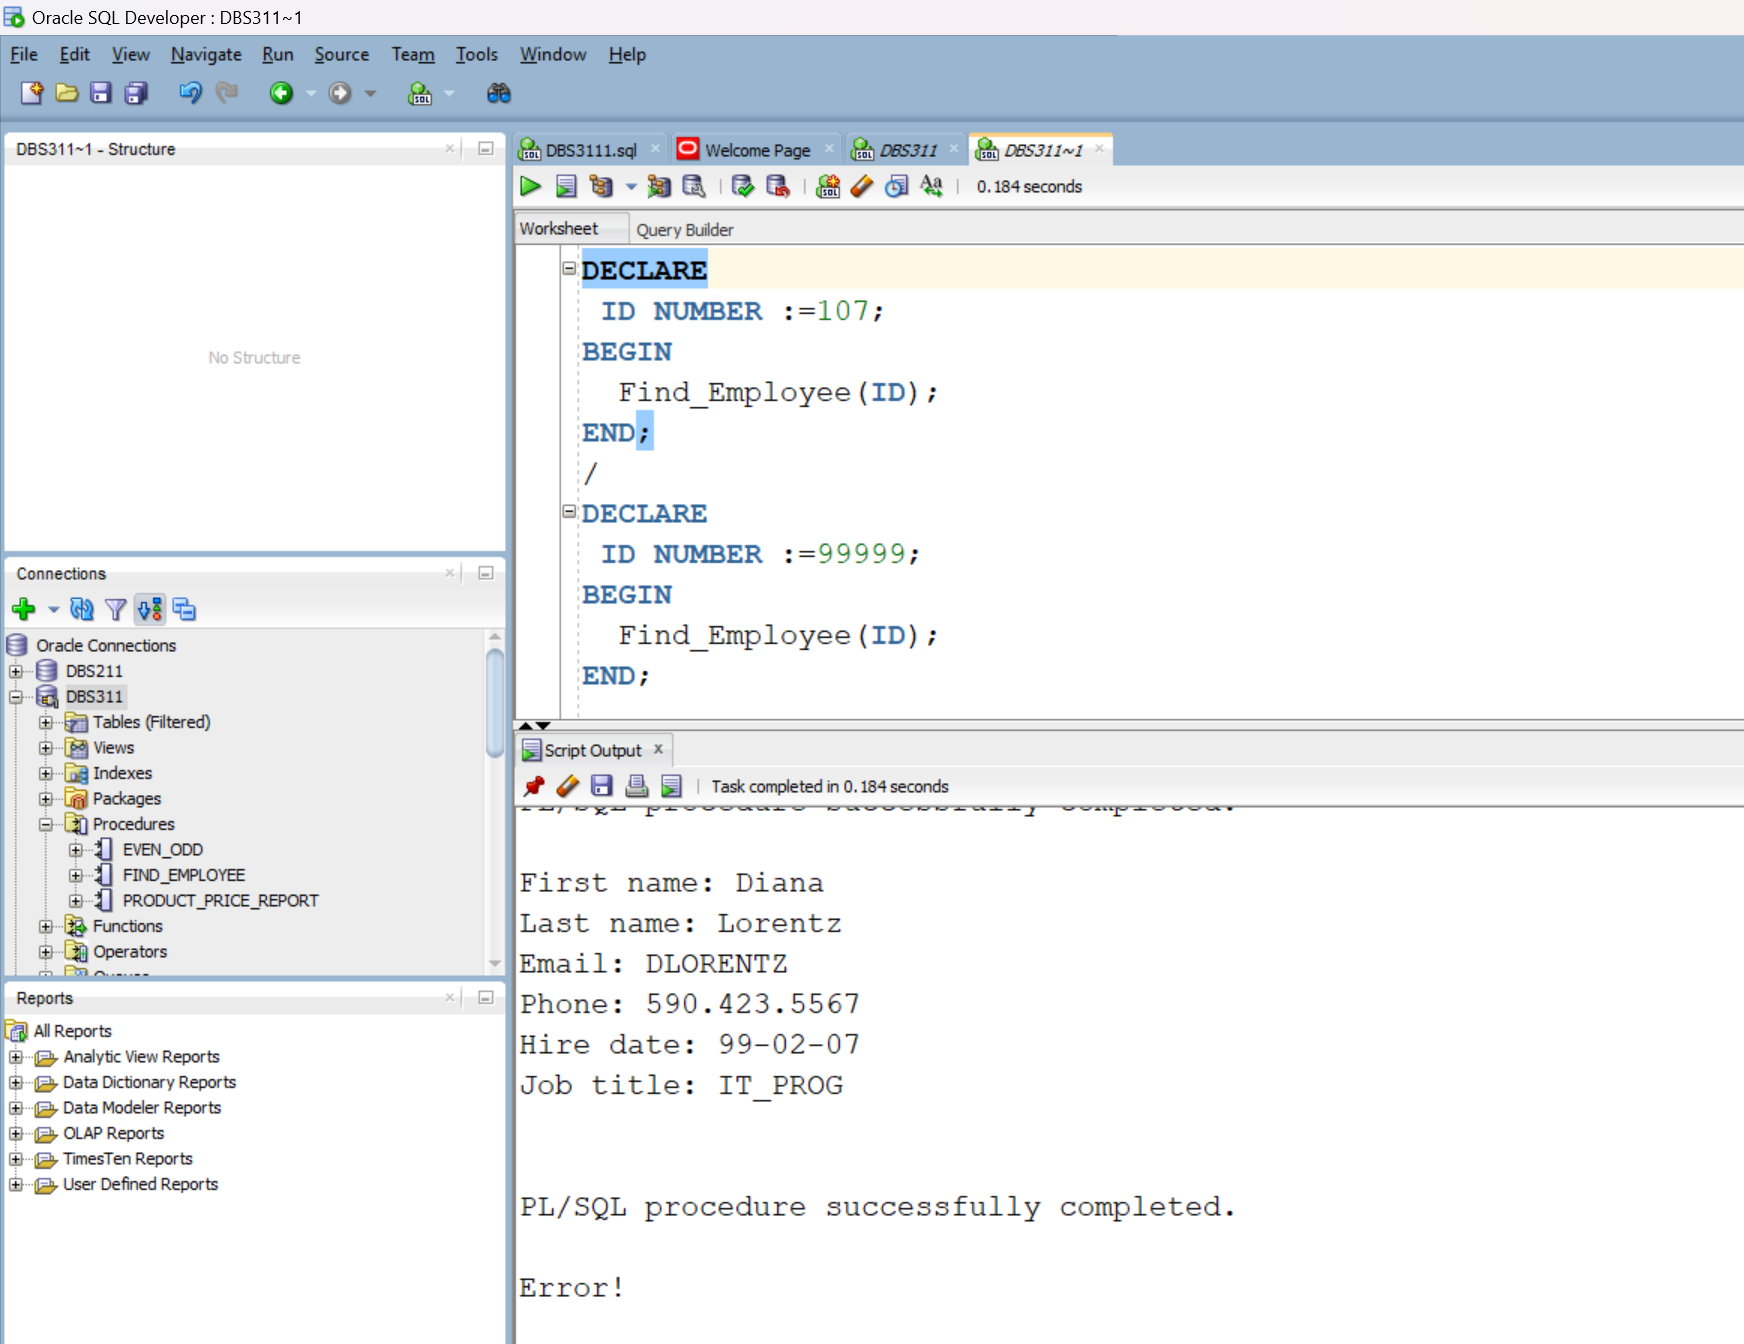 Oracle SQL Developer : DBS311~1
File Edit View Navigate Run Source Team Tools Window Help
DBS311~1 - Structure
No Structure
Connections
Oracle Connections
DBS211
DBS311
Tables (Filtered)
Views
Indexes
Packages
Procedures
EVEN_ODD
FIND_EMPLOYEE
PRODUCT_PRICE_REPORT
Functions
Operators
Reports
All Reports
Analytic View Reports
Data Dictionary Reports
Data Modeler Reports
OLAP Reports
TimesTen Reports
User Defined Reports
DBS3111.sql Welcome Page DBS311 DBS311~1
0.184 seconds
Worksheet Query Builder
DECLARE
ID NUMBER :=107;
BEGIN
Find_Employee(ID);
END;
/
DECLARE
ID NUMBER :=99999;
BEGIN
Find_Employee(ID);
END;
Script Output x
Task completed in 0.184 seconds
PL/SQL procedure successfully completed.
First name: Diana
Last name: Lorentz
Email: DLORENTZ
Phone: 590.423.5567
Hire date: 99-02-07
Job title: IT_PROG
PL/SQL procedure successfully completed.
Error!